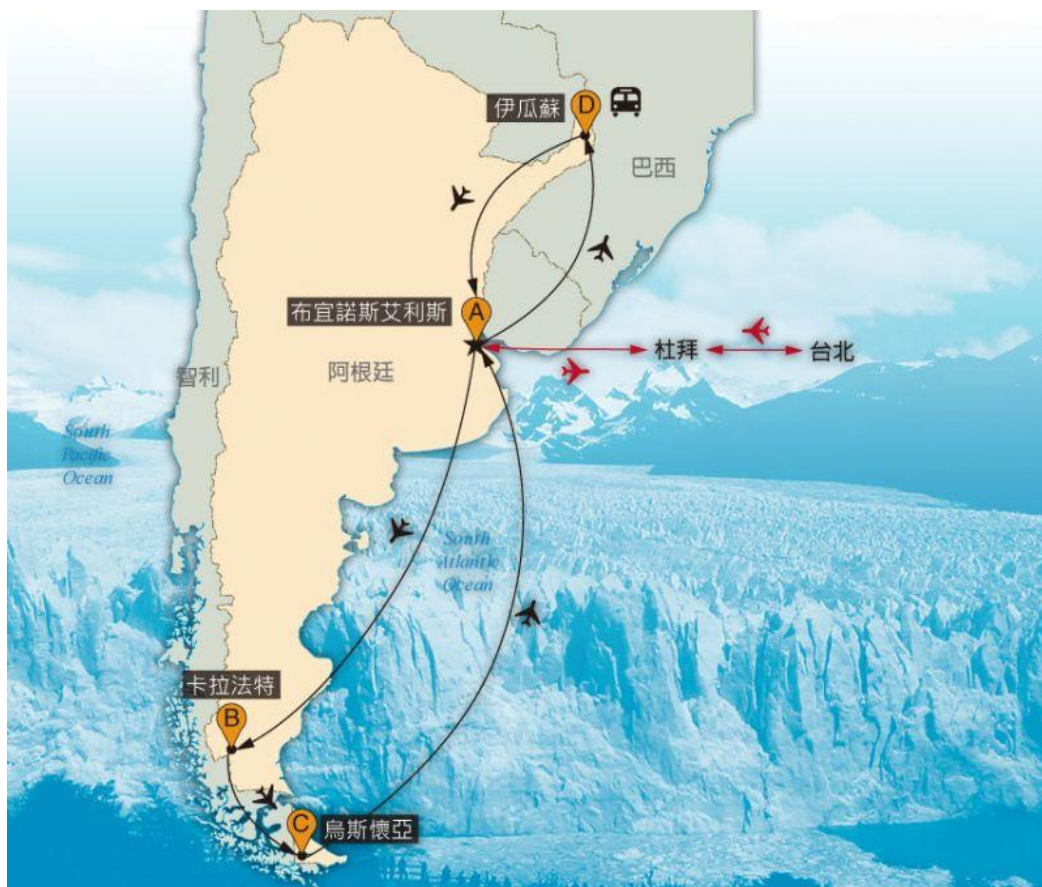 伊瓜蘇
D
巴西
布宜諾斯艾利斯
A
杜拜
台北
智利
阿根廷
South
Pacific
Ocean
South
Atlantic
Ocean
卡拉法特
B
C
烏斯懷亞